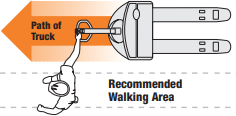 Path of
Truck
Recommended
Walking Area